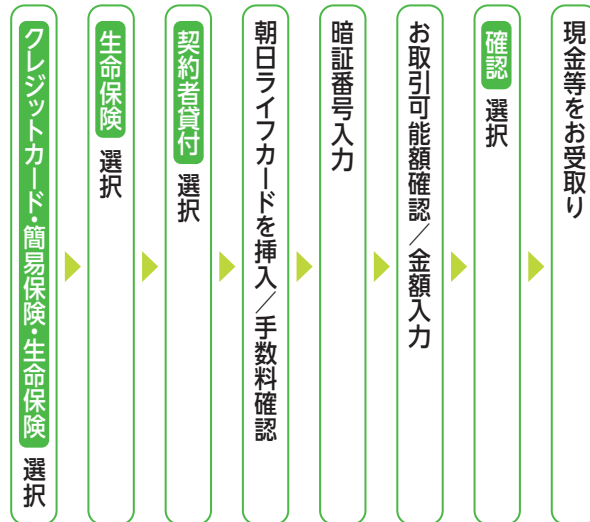 クレジットカード・簡易保険・生命保険 選択
生命保険 選択
契約者貸付 選択
朝日ライフカードを挿入／手数料確認
暗証番号入力
お取引可能額確認／金額入力
確認 選択
現金等をお受取り